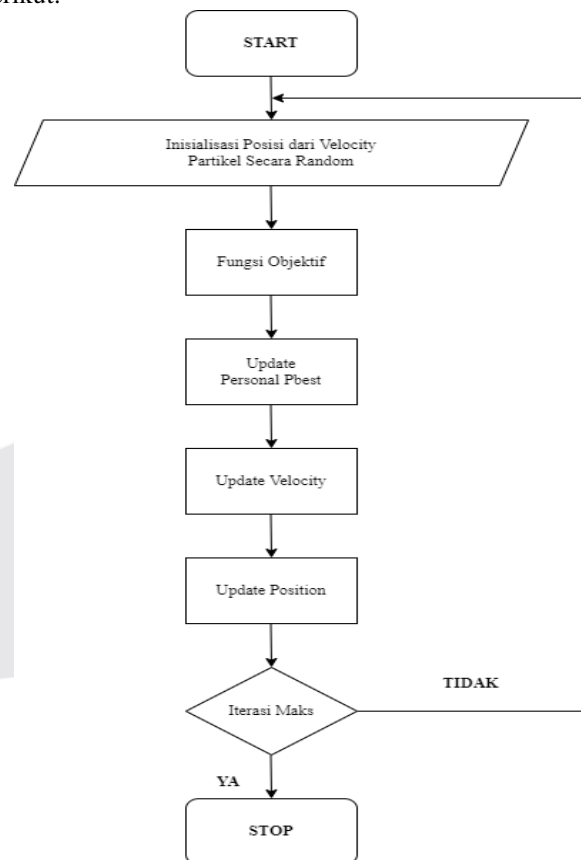 START
Inisialisasi Posisi dari Velocity
Partikel Secara Random
Fungsi Objektif
Update
Personal Pbest
Update Velocity
Update Position
Iterasi Maks
TIDAK
YA
STOP